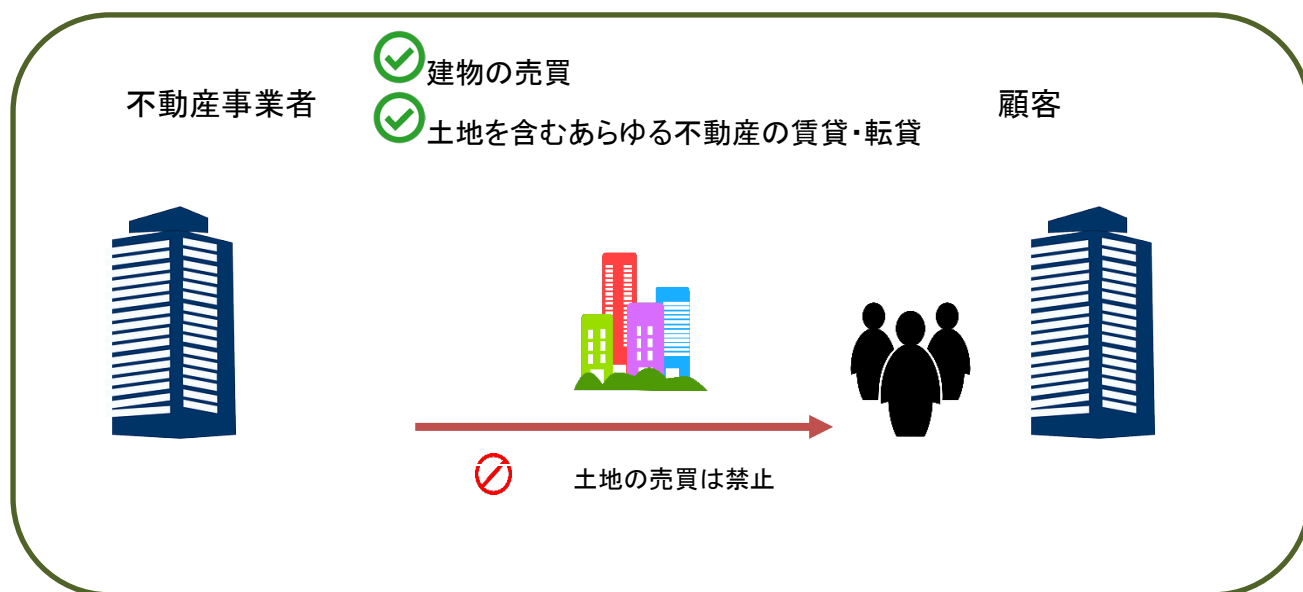 建物の売買
不動産事業者
顧客
土地を含むあらゆる不動産の賃貸・転貸
土地の売買は禁止